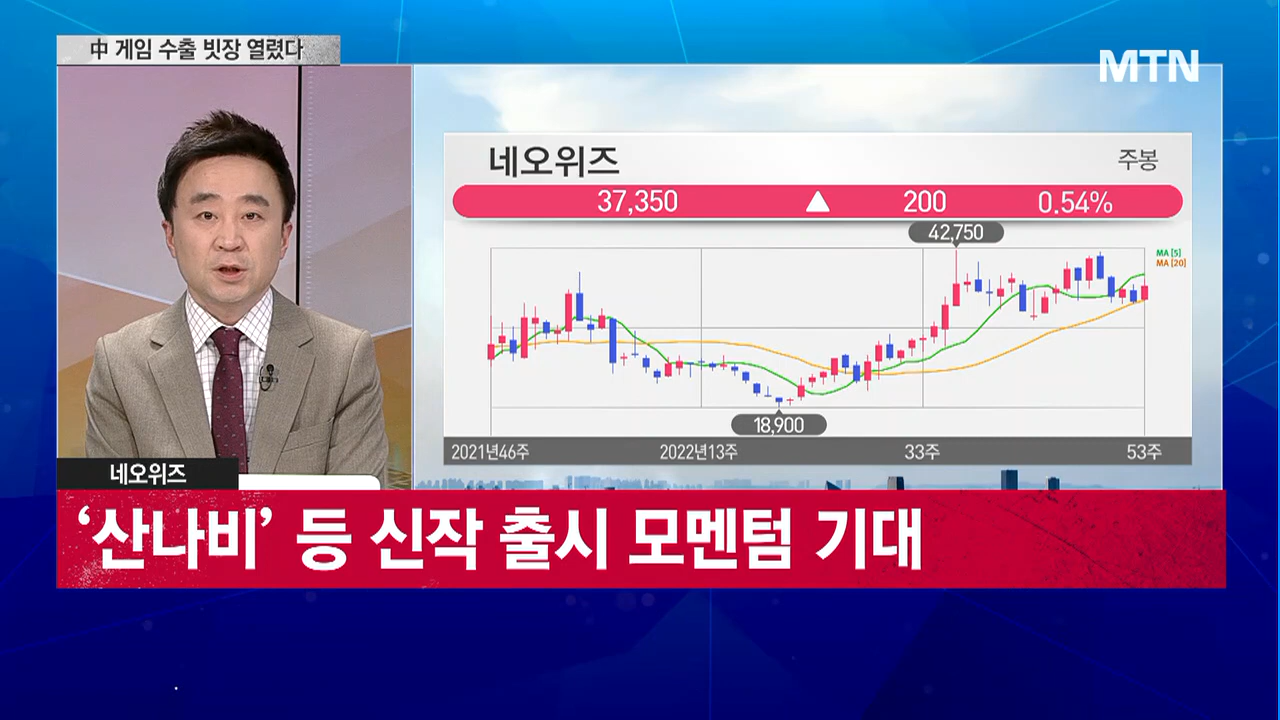 中 게임 수출 빗장 열렸다
MTN
네오위즈
주봉
37,350 ▲ 200 0.54%
42,750
MA [5]
MA [20]
18,900
2021년46주 2022년13주 33주 53주
네오위즈
‘산나비’ 등 신작 출시 모멘텀 기대